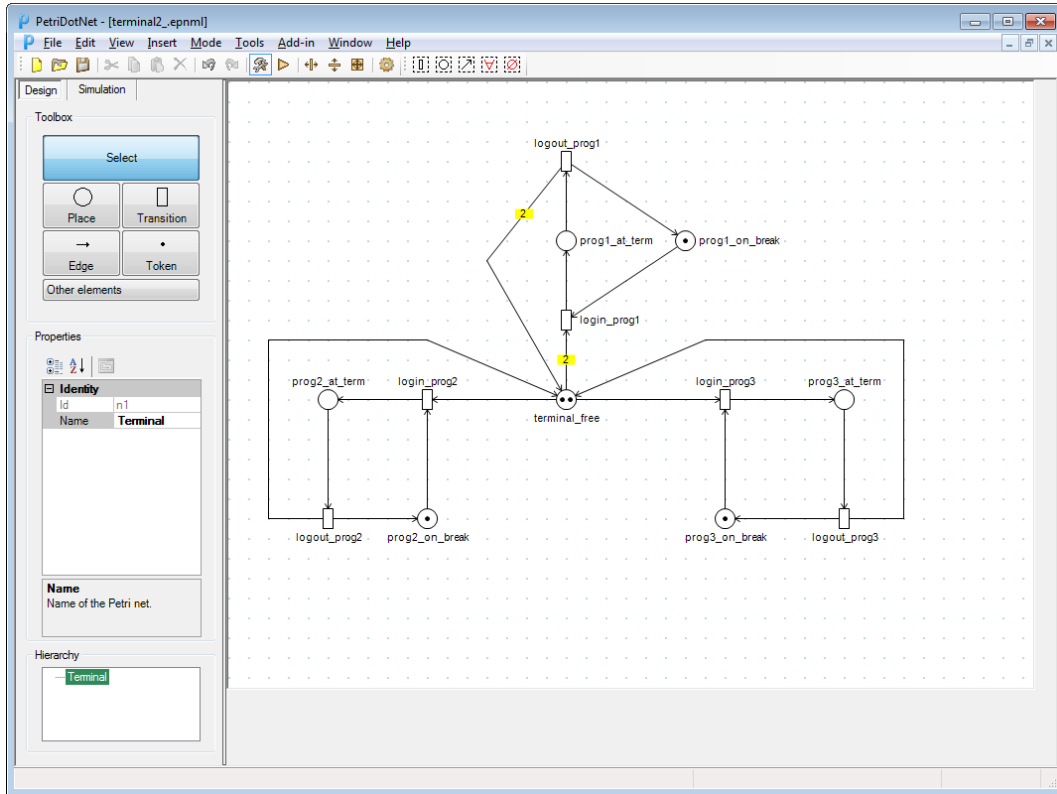 PetriDotNet - [terminal2_.epnml]
File Edit View Insert Mode Tools Add-in Window Help
Design Simulation
Toolbox
Select
Place Transition
Edge Token
Other elements
Properties
Identity
Id n1
Name Terminal
Name
Name of the Petri net.
Hierarchy
Terminal
logout_prog1
2
prog1_at_term prog1_on_break
login_prog1
2
prog2_at_term login_prog2 login_prog3 prog3_at_term
terminal_free
logout_prog2 prog2_on_break prog3_on_break logout_prog3